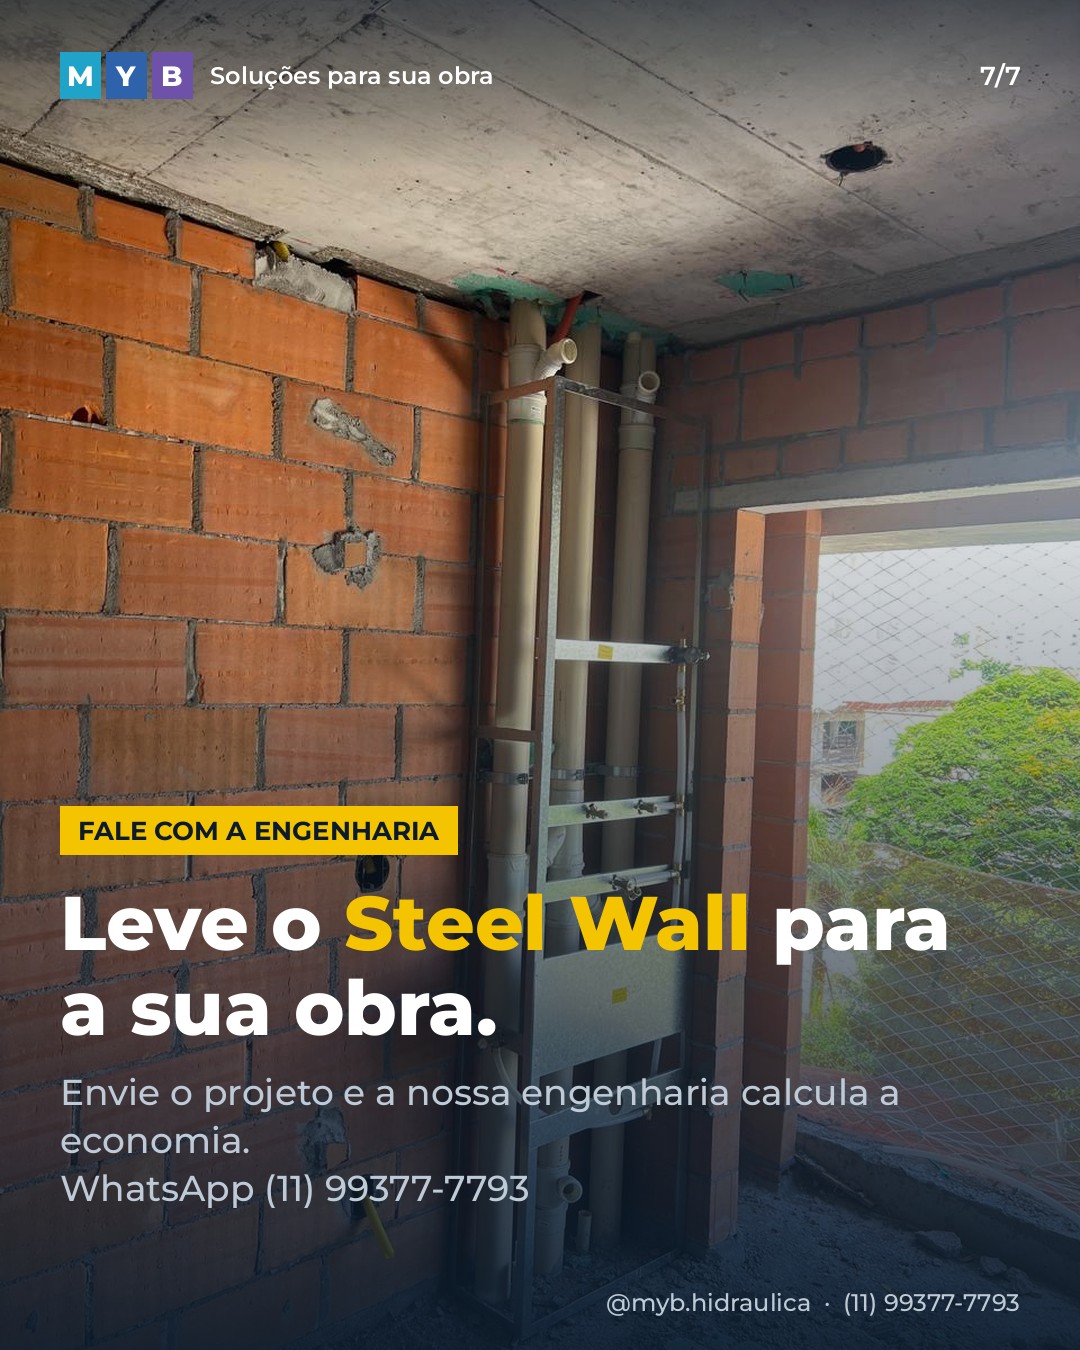 M Y B Soluções para sua obra 7/7
FALE COM A ENGENHARIA
Leve o Steel Wall para
a sua obra.
Envie o projeto e a nossa engenharia calcula a
economia.
WhatsApp (11) 99377-7793
@myb.hidraulica · (11) 99377-7793